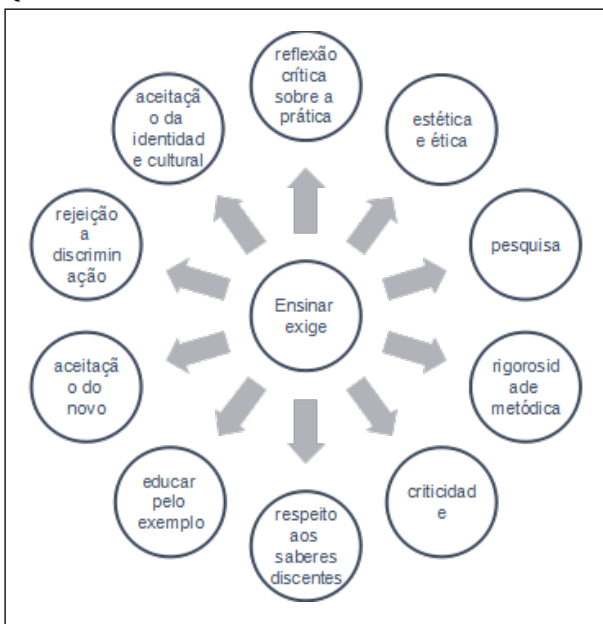 reflexão
crítica
sobre a
prática
estética
e ética
pesquisa
rigorosid
ade
metódica
criticidad
e
respeito
aos
saberes
discentes
educar
pelo
exemplo
aceitaçã
o do
novo
rejeição
a
discrimin
ação
aceitaçã
o da
identidad
e cultural
Ensinar
exige